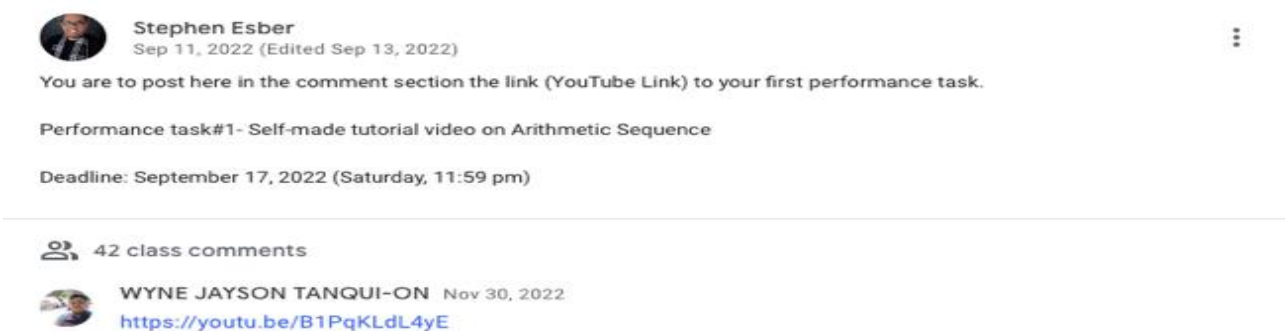 Stephen Esber
Sep 11, 2022 (Edited Sep 13, 2022)
You are to post here in the comment section the link (YouTube Link) to your first performance task.
Performance task#1- Self-made tutorial video on Arithmetic Sequence
Deadline: September 17, 2022 (Saturday, 11:59 pm)
42 class comments
WYNE JAYSON TANQUI-ON Nov 30, 2022
https://youtu.be/B1PqKLdL4yE